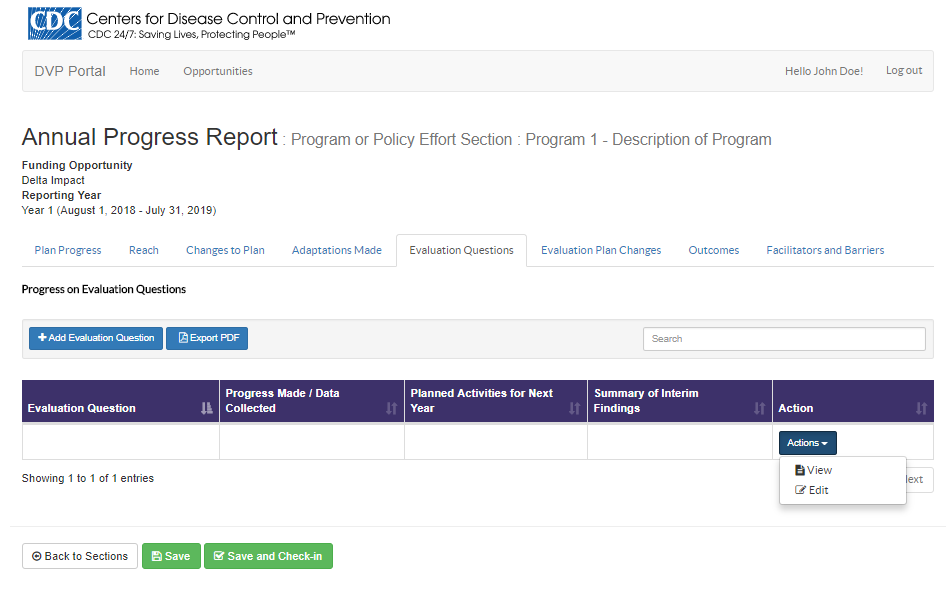 CDC Centers for Disease Control and Prevention
CDC 24/7: Saving Lives, Protecting People™
DVP Portal Home Opportunities Hello John Doe! Log out
Annual Progress Report : Program or Policy Effort Section : Program 1 - Description of Program
Funding Opportunity
Delta Impact
Reporting Year
Year 1 (August 1, 2018 - July 31, 2019)
Plan Progress Reach Changes to Plan Adaptations Made Evaluation Questions Evaluation Plan Changes Outcomes Facilitators and Barriers
Progress on Evaluation Questions
Add Evaluation Question Export PDF Search
Evaluation Question
Progress Made / Data
Collected
Planned Activities for Next
Year
Summary of Interim
Findings
Action
Actions
Showing 1 to 1 of 1 entries
View
Edit
Back to Sections Save Save and Check-in